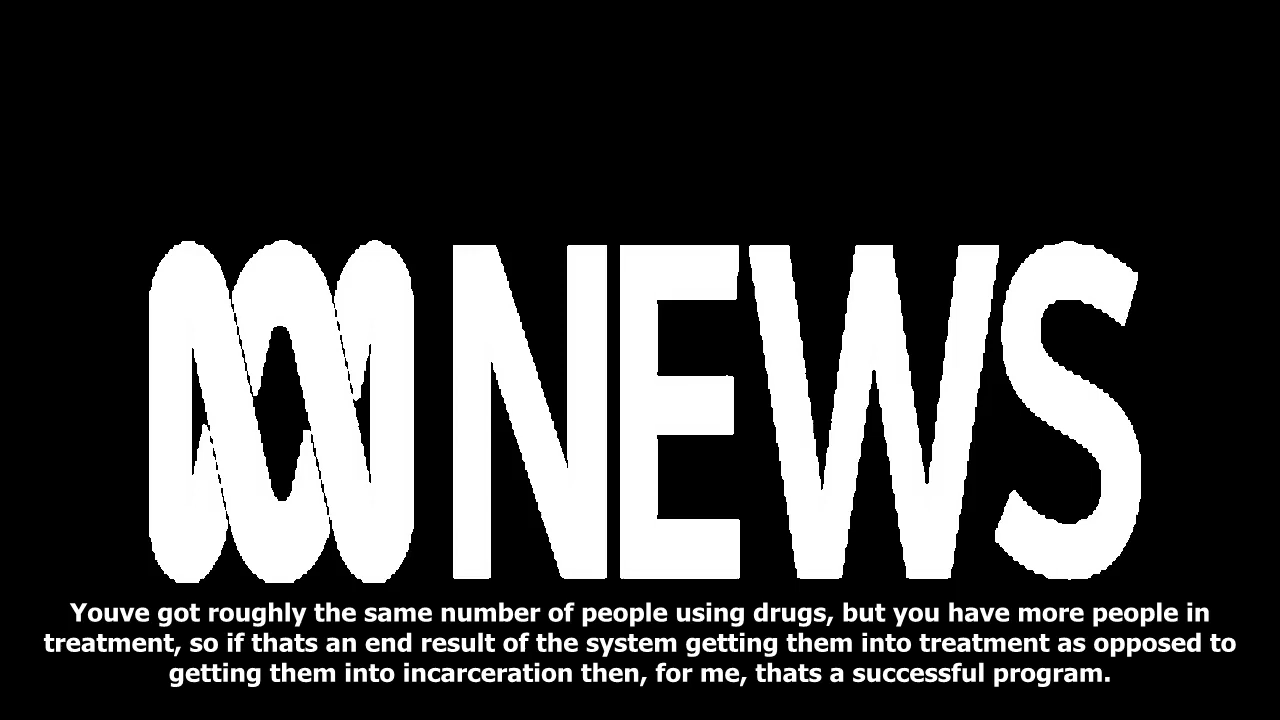 NEWS
Youve got roughly the same number of people using drugs, but you have more people in
treatment, so if thats an end result of the system getting them into treatment as opposed to
getting them into incarceration then, for me, thats a successful program.